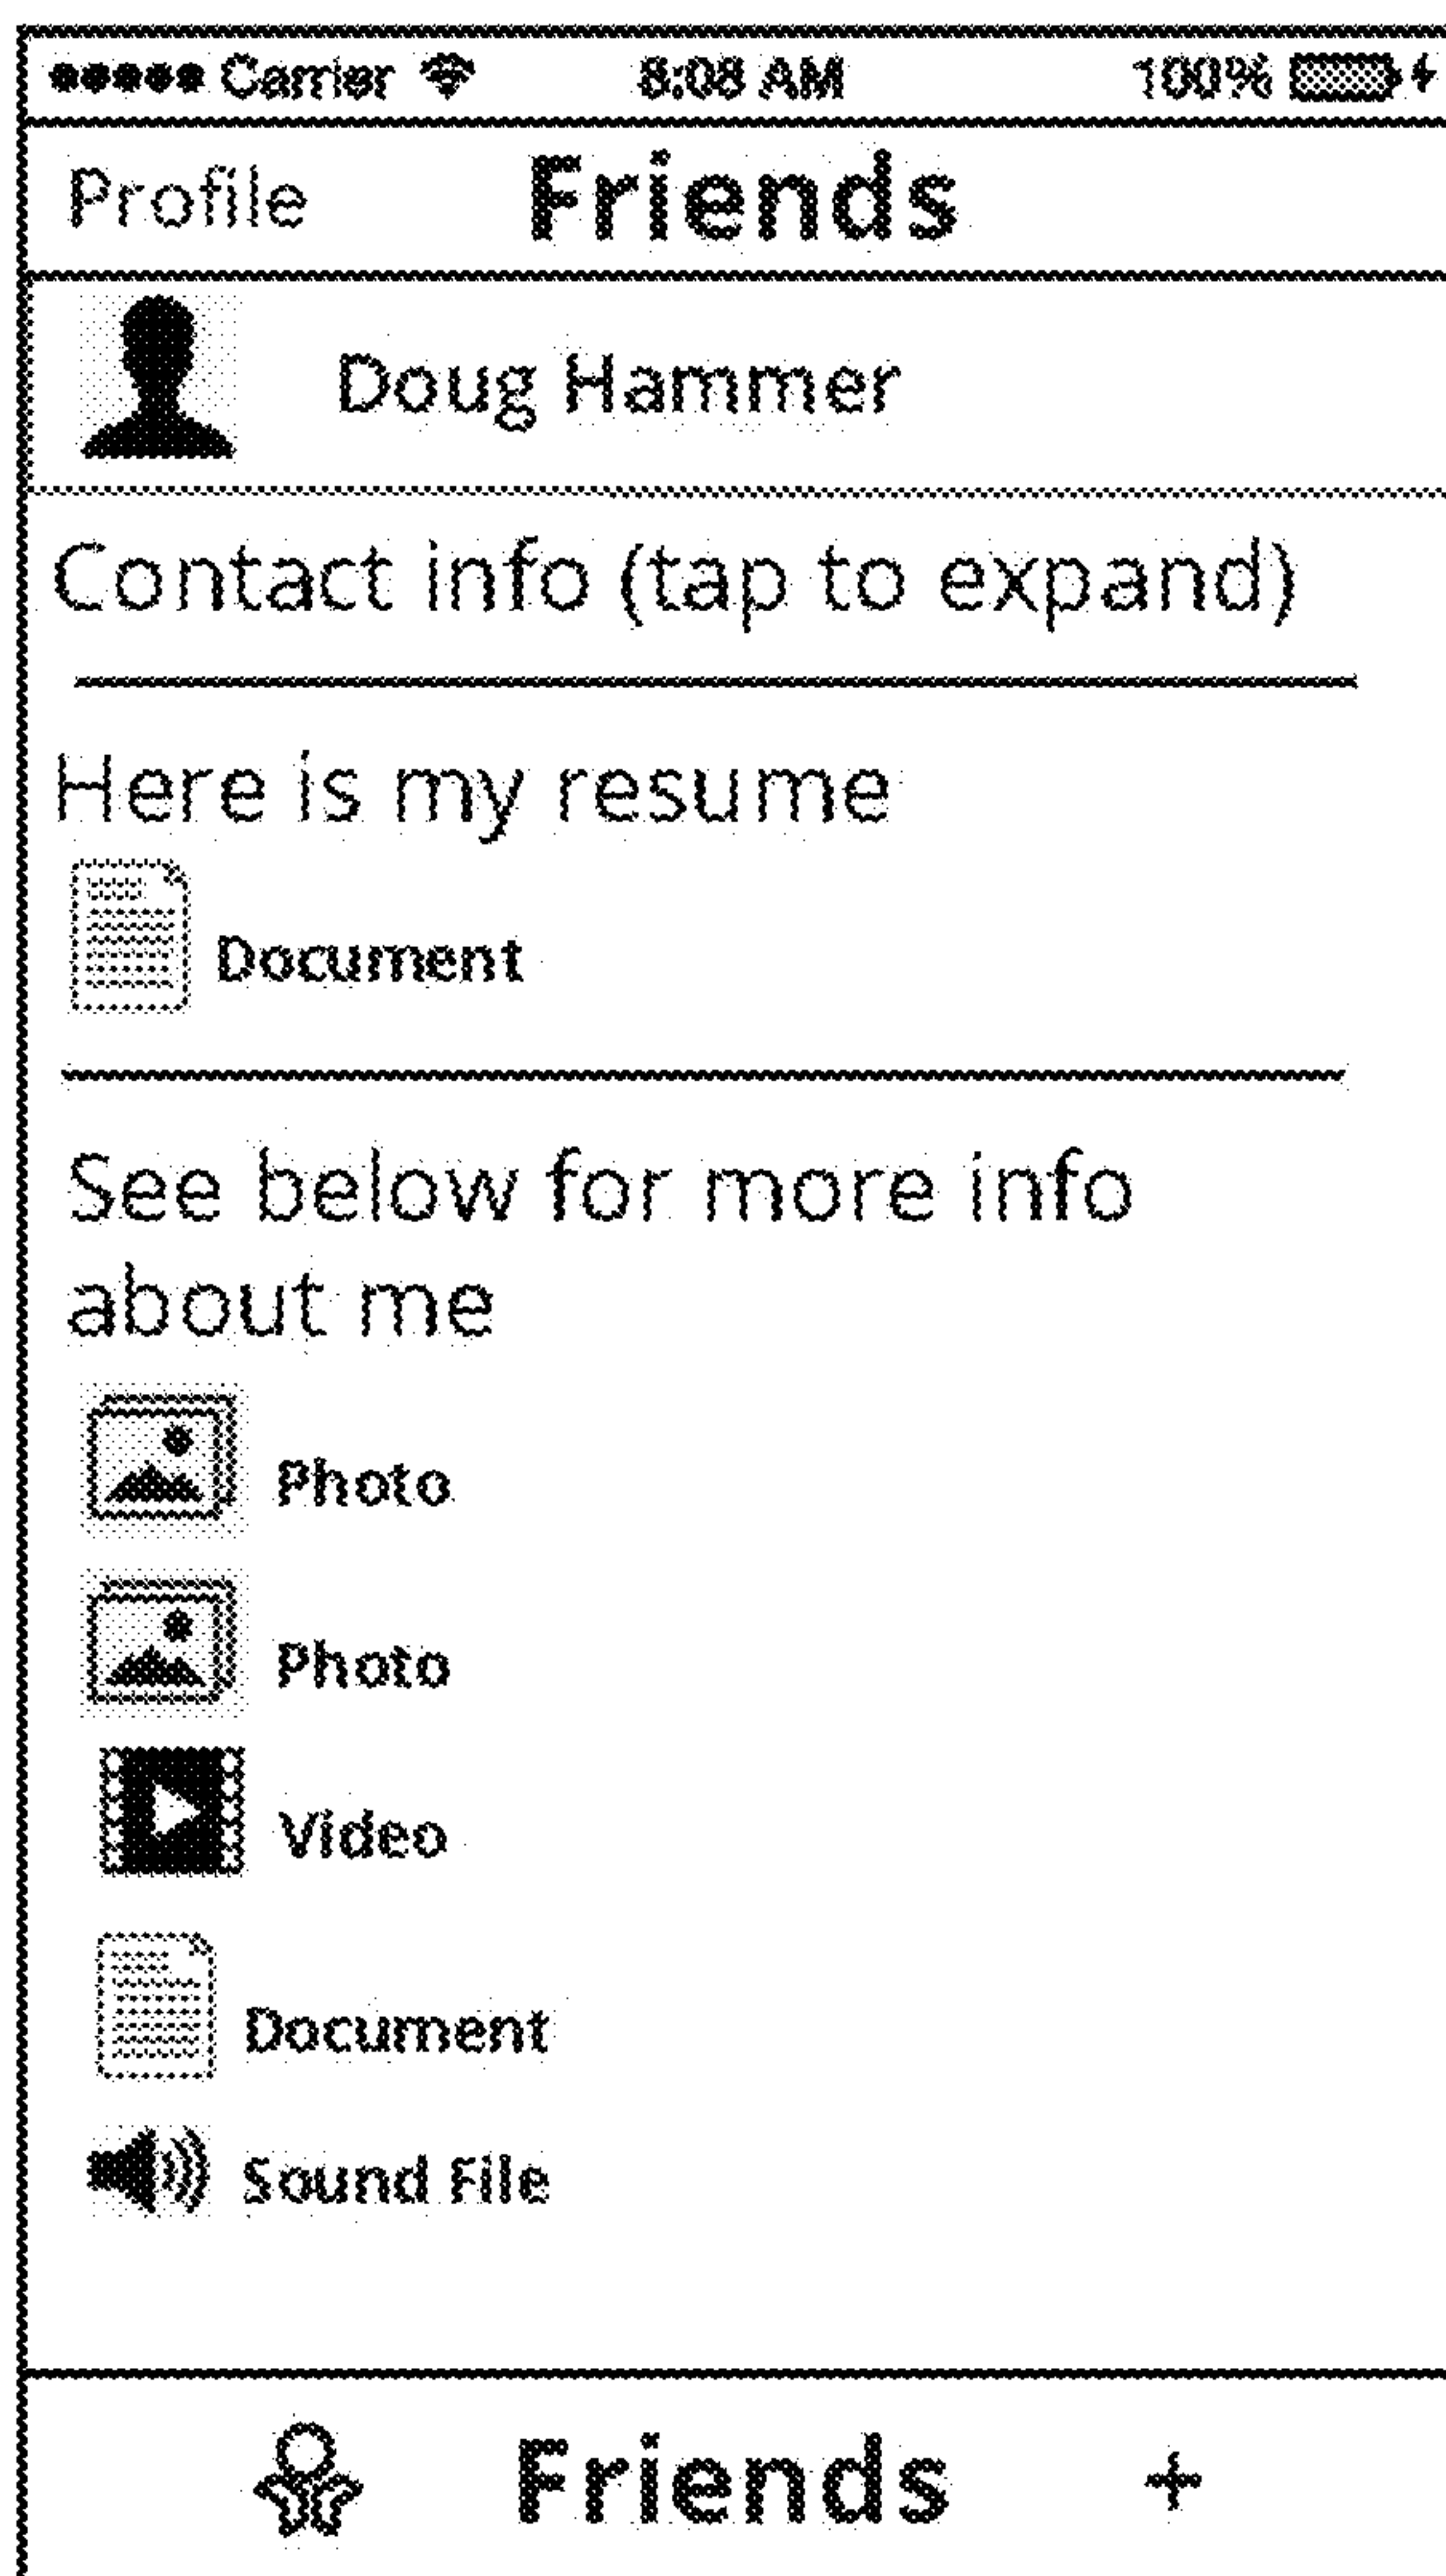 Carrier 8:08 AM 100%
Profile Friends
Doug Hammer
Contact info (tap to expand)
Here is my resume
Document
See below for more info
about me
Photo
Photo
Video
Document
Sound File
Friends +